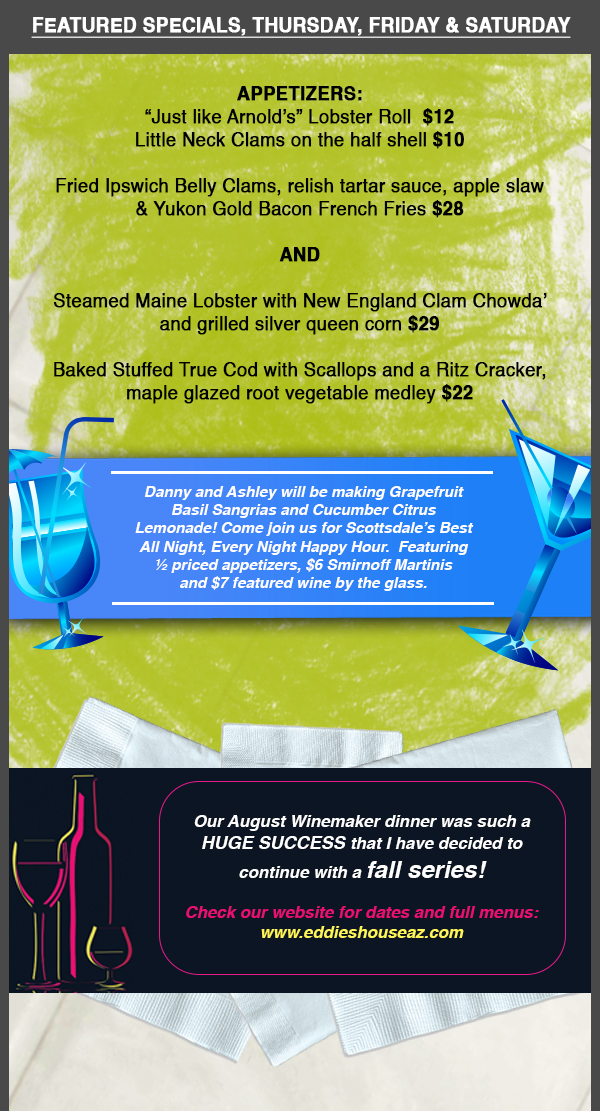 FEATURED SPECIALS, THURSDAY, FRIDAY & SATURDAY
APPETIZERS:
“Just like Arnold’s” Lobster Roll $12
Little Neck Clams on the half shell $10
Fried Ipswich Belly Clams, relish tartar sauce, apple slaw
& Yukon Gold Bacon French Fries $28
AND
Steamed Maine Lobster with New England Clam Chowda’
and grilled silver queen corn $29
Baked Stuffed True Cod with Scallops and a Ritz Cracker,
maple glazed root vegetable medley $22
Danny and Ashley will be making Grapefruit
Basil Sangrias and Cucumber Citrus
Lemonade! Come join us for Scottsdale’s Best
All Night, Every Night Happy Hour. Featuring
½ priced appetizers, $6 Smirnoff Martinis
and $7 featured wine by the glass.
Our August Winemaker dinner was such a
HUGE SUCCESS that I have decided to
continue with a fall series!
Check our website for dates and full menus:
www.eddieshouseaz.com